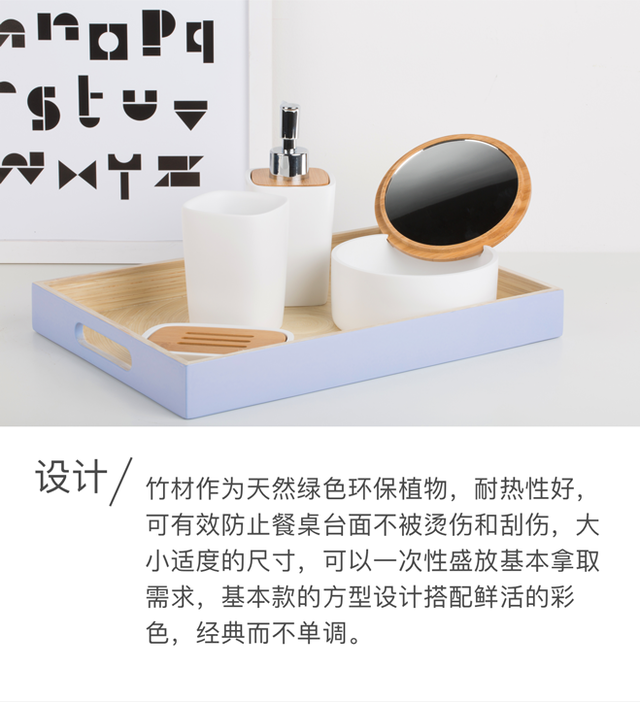 n o p q
r s t u v
w x y z
设计/
竹材作为天然绿色环保植物，耐热性好，
可有效防止餐桌台面不被烫伤和刮伤，大
小适度的尺寸，可以一次性盛放基本拿取
需求，基本款的方型设计搭配鲜活的彩
色，经典而不单调。